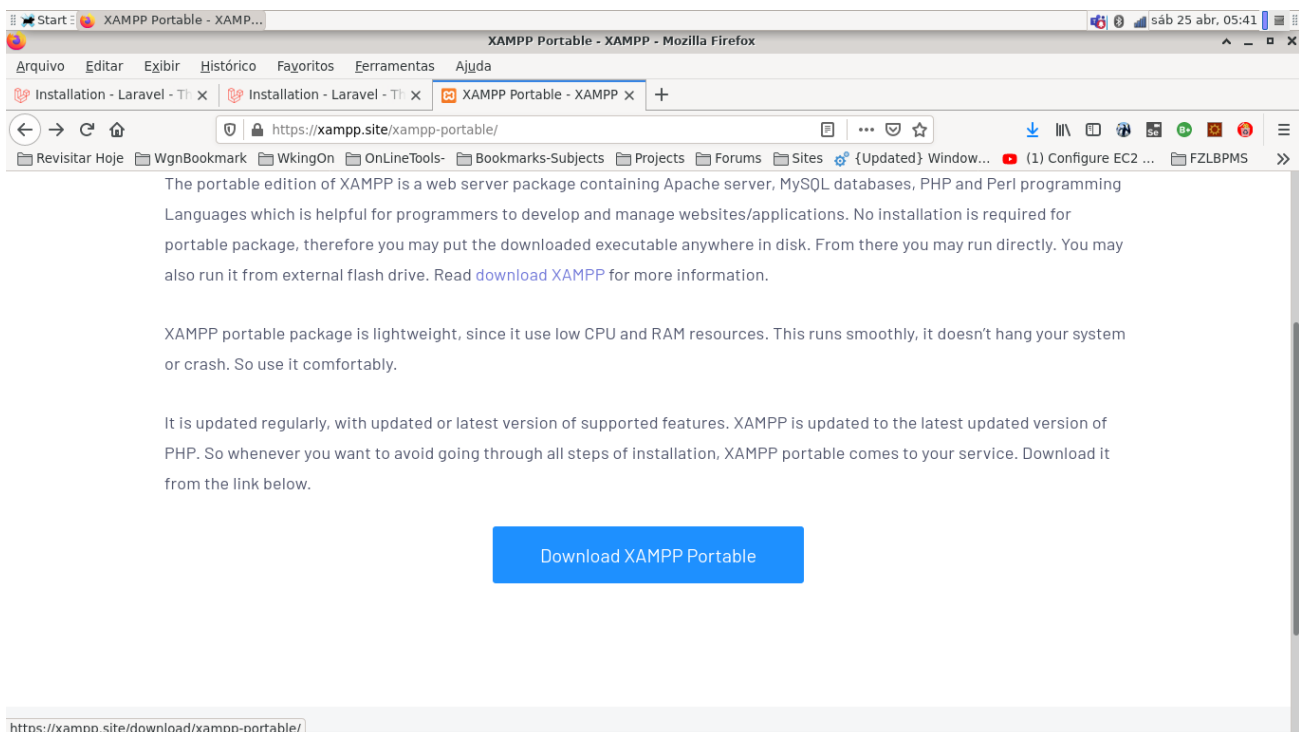 Start
XAMPP Portable - XAMP...
sáb 25 abr, 05:41
XAMPP Portable - XAMPP - Mozilla Firefox
Arquivo Editar Exibir Histórico Favoritos Ferramentas Ajuda
Installation - Laravel - Th
Installation - Laravel - Th
XAMPP Portable - XAMPP
https://xampp.site/xampp-portable/
Revisitar Hoje WgnBookmark WkingOn OnLineTools- Bookmarks-Subjects Projects Forums Sites {Updated} Window... (1) Configure EC2 ... FZLBPMS
The portable edition of XAMPP is a web server package containing Apache server, MySQL databases, PHP and Perl programming
Languages which is helpful for programmers to develop and manage websites/applications. No installation is required for
portable package, therefore you may put the downloaded executable anywhere in disk. From there you may run directly. You may
also run it from external flash drive. Read download XAMPP for more information.
XAMPP portable package is lightweight, since it use low CPU and RAM resources. This runs smoothly, it doesn't hang your system
or crash. So use it comfortably.
It is updated regularly, with updated or latest version of supported features. XAMPP is updated to the latest updated version of
PHP. So whenever you want to avoid going through all steps of installation, XAMPP portable comes to your service. Download it
from the link below.
Download XAMPP Portable
https://xampp.site/download/xampp-portable/